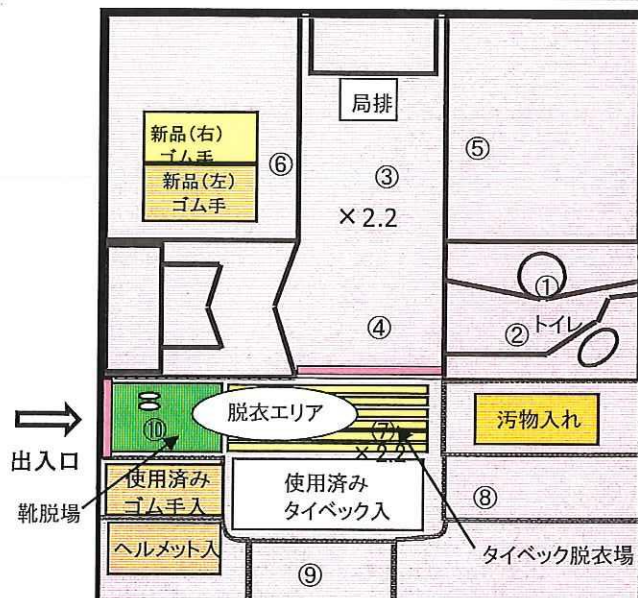 局排
新品(右)
ゴム手
新品(左)
ゴム手
⑥
③
×2.2
⑤
①
②
トイレ
④
出入口
⑩
脱衣エリア
⑦
×2.2
汚物入れ
靴脱場
使用済み
ゴム手入
使用済み
タイベック入
⑧
ヘルメット入
⑨
タイベック脱衣場